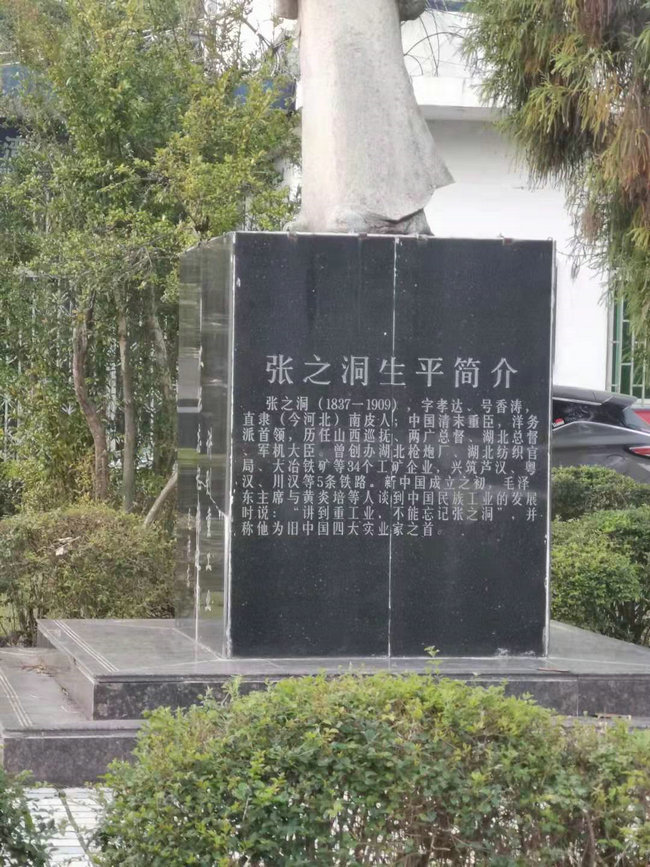 张之洞生平简介
张之洞（1837—1909），字孝达、号香涛，
直隶（今河北）南皮人；中国清末重臣，洋务
派首领，历任山西巡抚、两广总督、湖北总督
、军机大臣。曾创办湖北枪炮厂、湖北纺织官
局、大冶铁矿等34个工矿企业，兴筑芦汉、粤
汉、川汉等5条铁路。新中国成立之初，毛泽
东主席与黄炎培等人谈到中国民族工业的发展
时说：“讲到重工业，不能忘记张之洞”，并
称他为旧中国四大实业家之首。